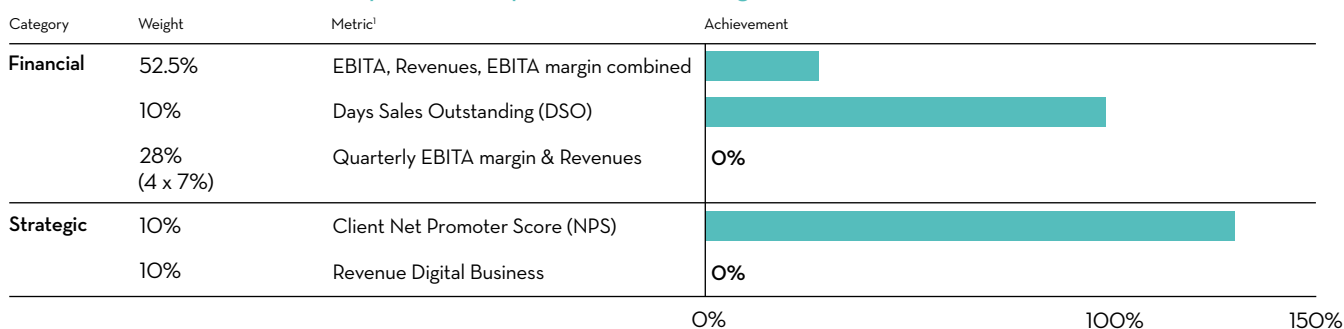 Category Weight Metric¹ Achievement
Financial 52.5% EBITA, Revenues, EBITA margin combined
10% Days Sales Outstanding (DSO)
28% Quarterly EBITA margin & Revenues 0%
(4 x 7%)
Strategic 10% Client Net Promoter Score (NPS)
10% Revenue Digital Business 0%
0% 100% 150%